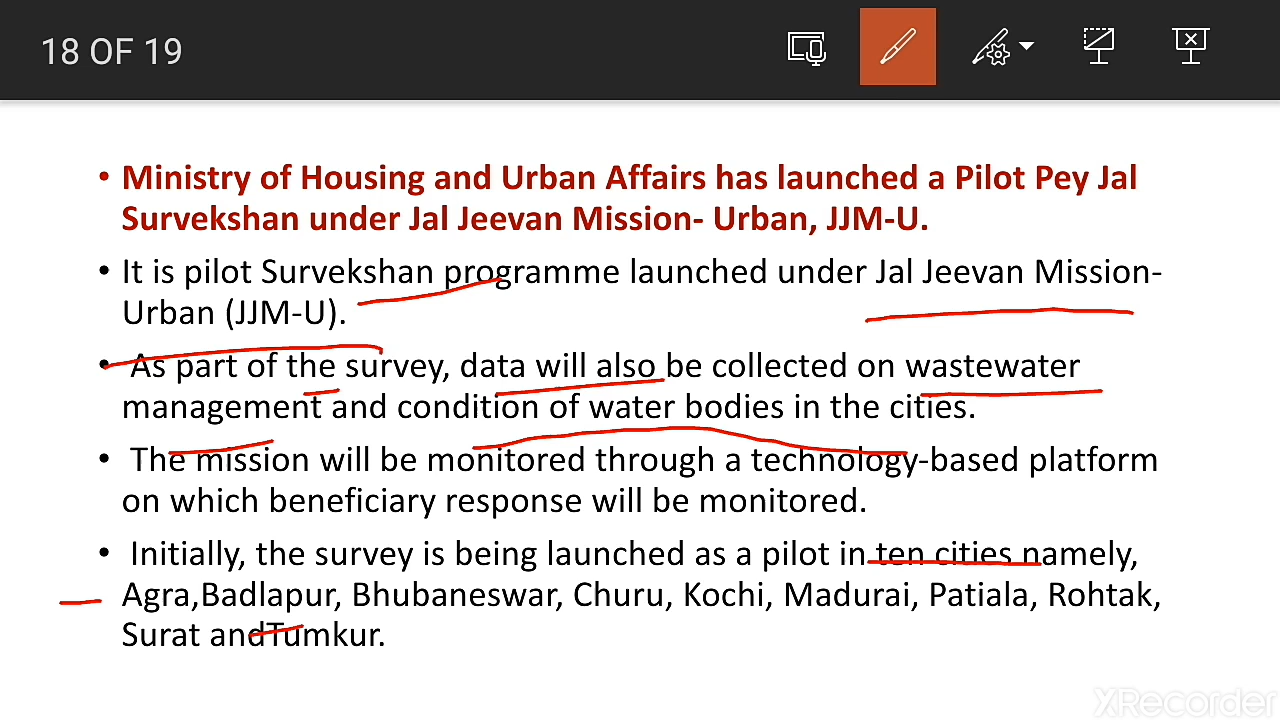 18 OF 19
• Ministry of Housing and Urban Affairs has launched a Pilot Pey Jal
Survekshan under Jal Jeevan Mission- Urban, JJM-U.
• It is pilot Survekshan programme launched under Jal Jeevan Mission-
Urban (JJM-U).
• As part of the survey, data will also be collected on wastewater
management and condition of water bodies in the cities.
• The mission will be monitored through a technology-based platform
on which beneficiary response will be monitored.
• Initially, the survey is being launched as a pilot in ten cities namely,
Agra,Badlapur, Bhubaneswar, Churu, Kochi, Madurai, Patiala, Rohtak,
Surat andTumkur.
XRecorder